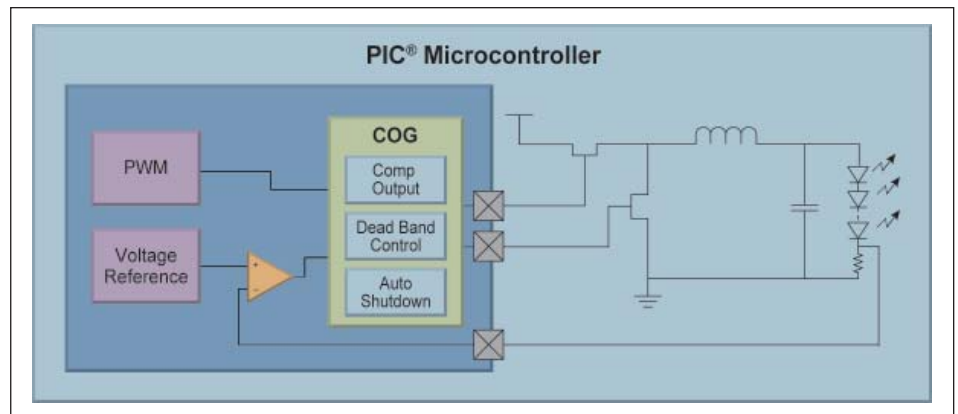 PIC® Microcontroller
COG
PWM
Comp
Output
Dead Band
Control
Voltage
Reference
+
-
Auto
Shutdown